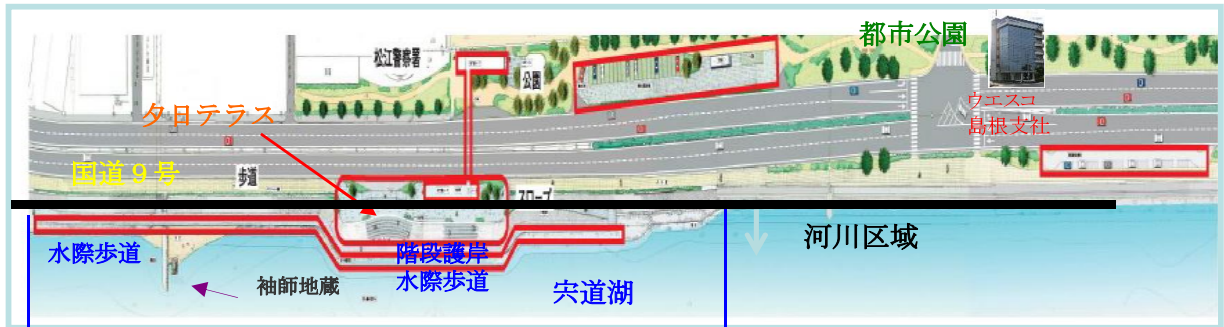 都市公園
松江警察署
公園
夕日テラス
ウエスコ
島根支社
国道９号
歩道
スロープ
河川区域
水際歩道
階段護岸
水際歩道
袖師地蔵
宍道湖